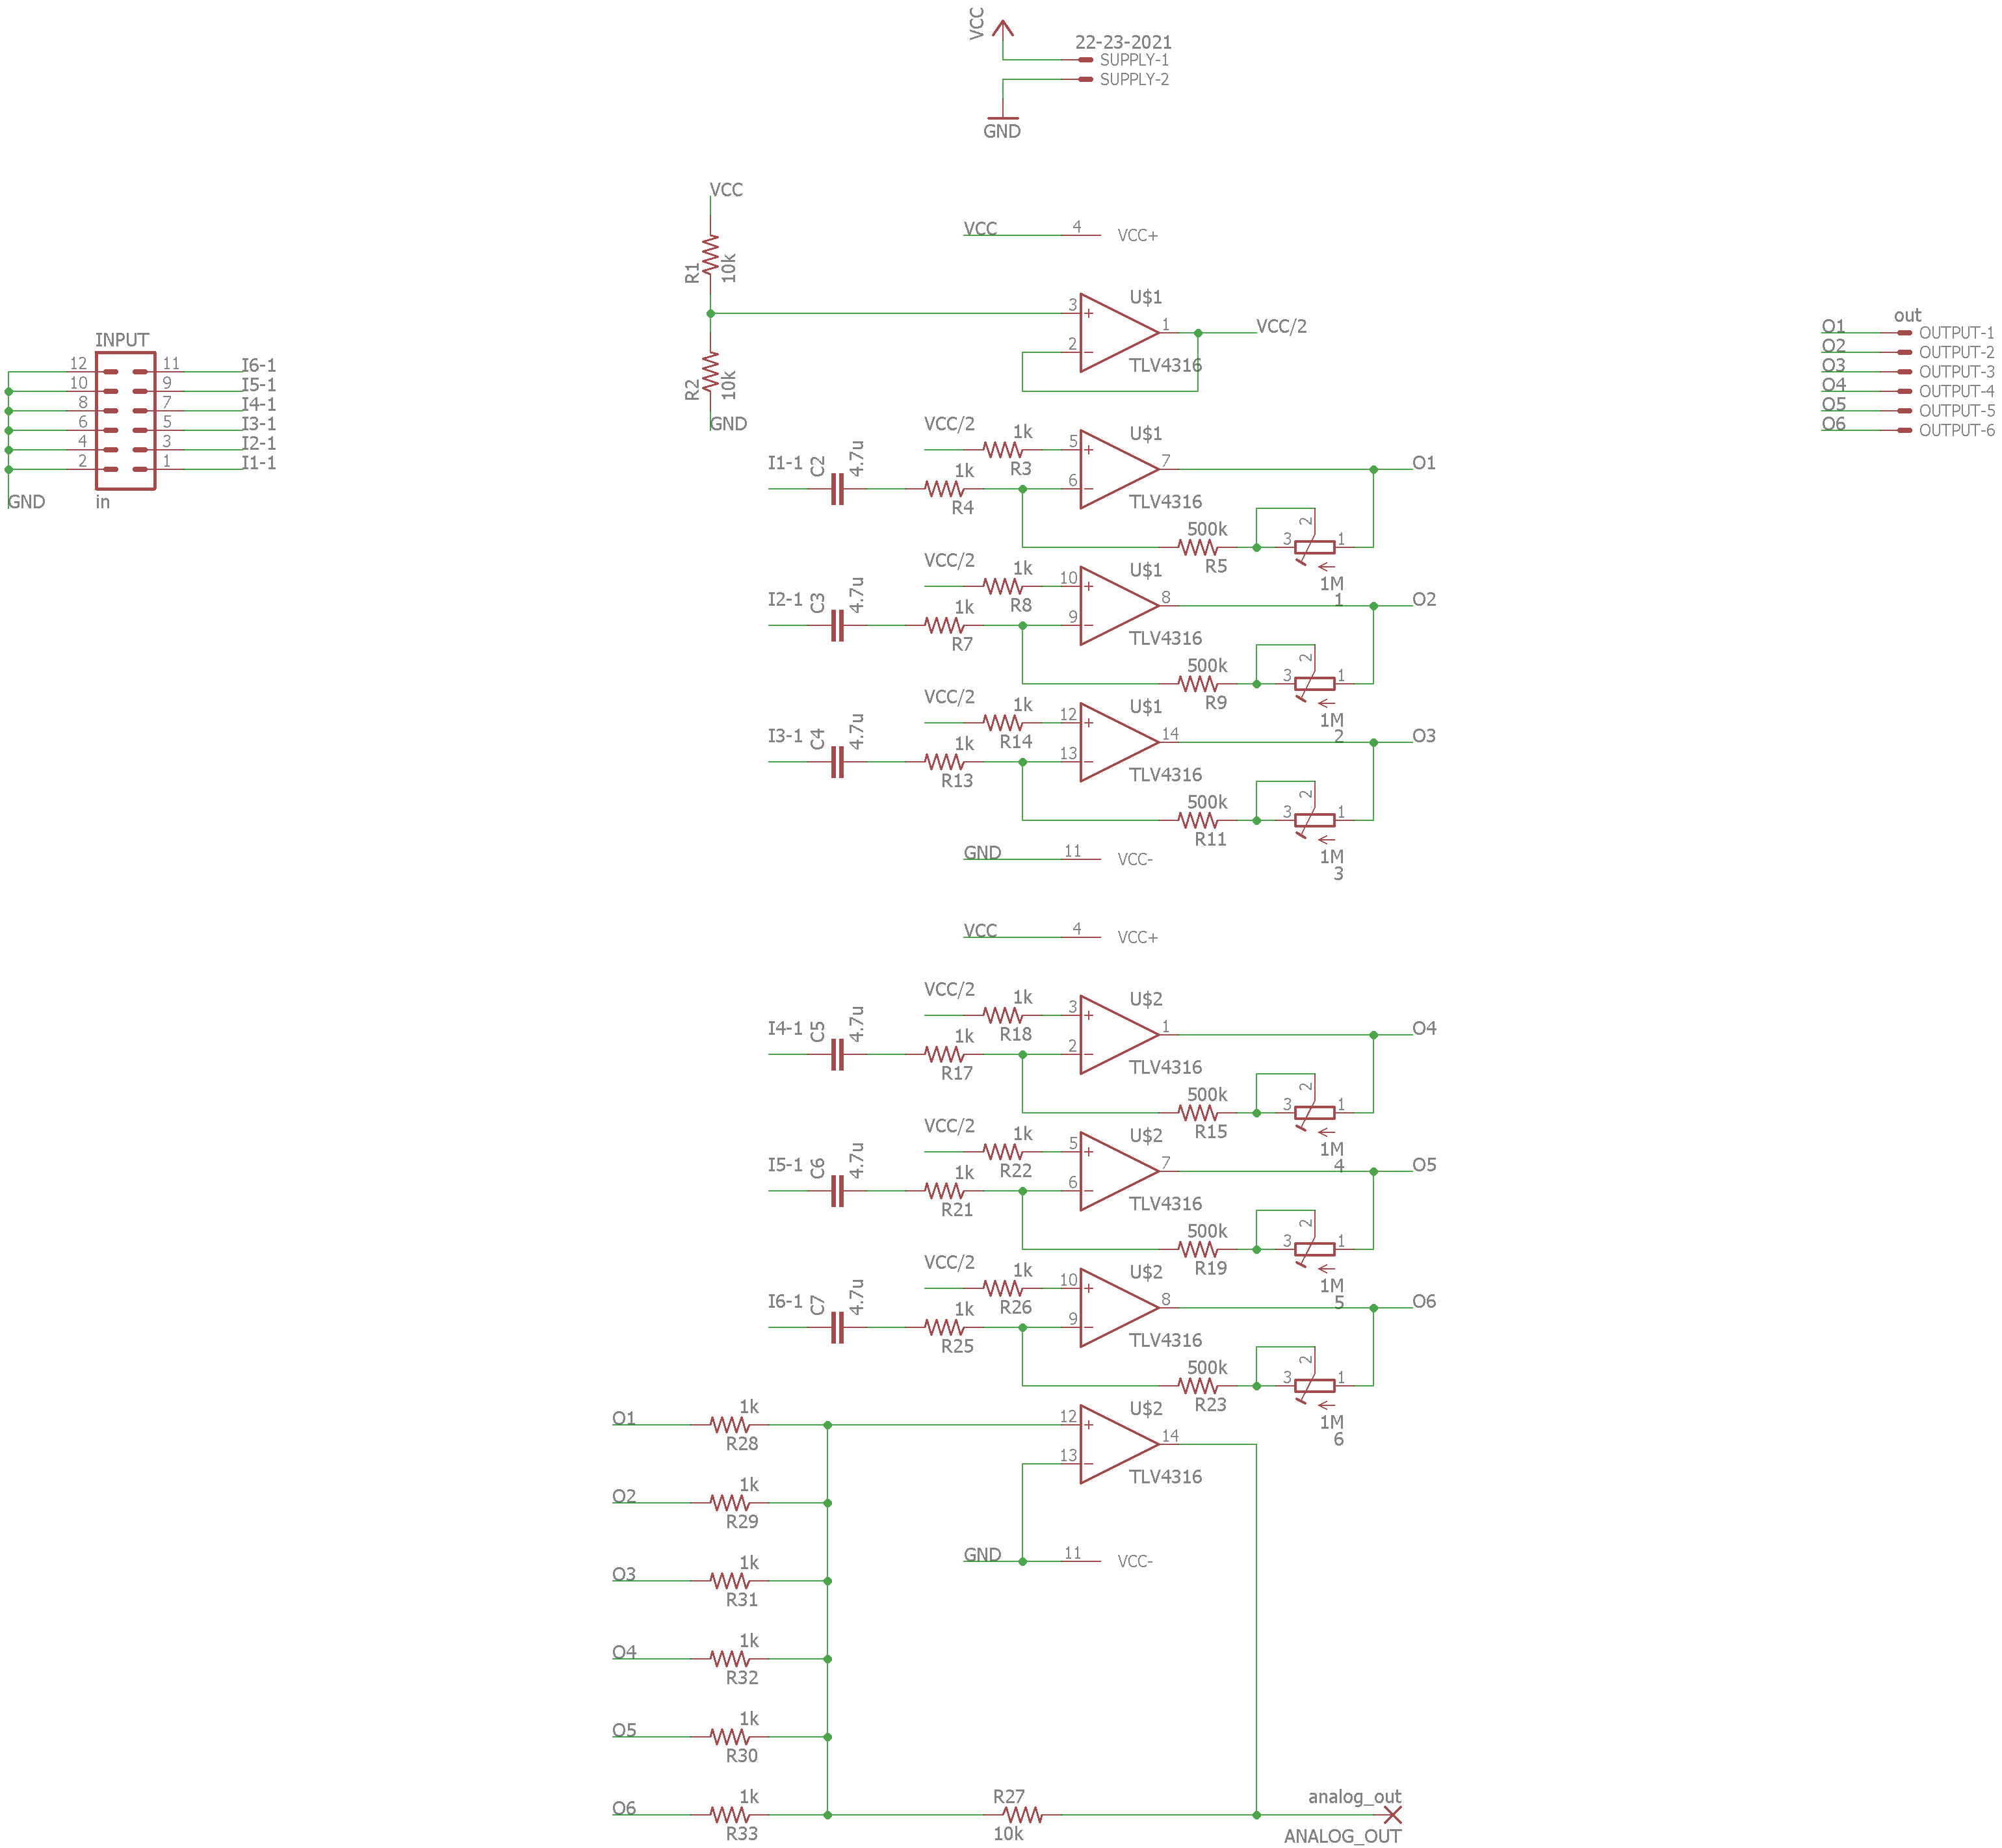 VCC
22-23-2021
SUPPLY-1
SUPPLY-2
GND
VCC
R1
10k
R2
10k
GND
VCC
4
VCC+
3
2
1
U$1
TLV4316
VCC/2
INPUT
12
11
I6-1
10
9
I5-1
8
7
I4-1
6
5
I3-1
4
3
I2-1
2
1
I1-1
GND
in
out
O1
OUTPUT-1
O2
OUTPUT-2
O3
OUTPUT-3
O4
OUTPUT-4
O5
OUTPUT-5
O6
OUTPUT-6
VCC/2
1k
R3
I1-1
C2
4.7u
1k
R4
5
6
7
U$1
TLV4316
O1
500k
R5
3
2
1
1M
1
VCC/2
1k
R8
I2-1
C3
4.7u
1k
R7
10
9
8
U$1
TLV4316
O2
500k
R9
3
2
1
1M
2
VCC/2
1k
R14
I3-1
C4
4.7u
1k
R13
12
13
14
U$1
TLV4316
O3
500k
R11
3
2
1
1M
3
GND
11
VCC-
VCC
4
VCC+
VCC/2
1k
R18
I4-1
C5
4.7u
1k
R17
3
2
1
U$2
TLV4316
O4
500k
R15
3
2
1
1M
4
VCC/2
1k
R22
I5-1
C6
4.7u
1k
R21
5
6
7
U$2
TLV4316
O5
500k
R19
3
2
1
1M
5
VCC/2
1k
R26
I6-1
C7
4.7u
1k
R25
10
9
8
U$2
TLV4316
O6
500k
R23
3
2
1
1M
6
O1
1k
R28
12
13
14
U$2
TLV4316
O2
1k
R29
GND
11
VCC-
O3
1k
R31
O4
1k
R32
O5
1k
R30
O6
1k
R33
R27
10k
analog_out
ANALOG_OUT